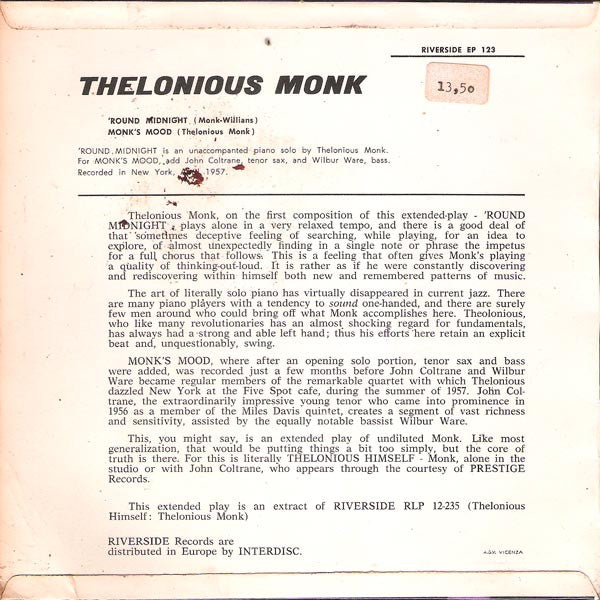 RIVERSIDE EP 123
THELONIOUS MONK
13,50
'ROUND MIDNIGHT (Monk-Willians)
MONK'S MOOD (Thelonious Monk)
'ROUND MIDNIGHT is an unaccompanied piano solo by Thelonious Monk.
For MONK'S MOOD, add John Coltrane, tenor sax, and Wilbur Ware, bass.
Recorded in New York, 1957.
Thelonious Monk, on the first composition of this extended-play - 'ROUND
MIDNIGHT , plays alone in a very relaxed tempo, and there is a good deal of
that sometimes deceptive feeling of searching, while playing, for an idea to
explore, of almost unexpectedly finding in a single note or phrase the impetus
for a full chorus that follows. This is a feeling that often gives Monk's playing
a quality of thinking-out-loud. It is rather as if he were constantly discovering
and rediscovering within himself both new and remembered patterns of music.
The art of literally solo piano has virtually disappeared in current jazz. There
are many piano players with a tendency to sound one-handed, and there are surely
few men around who could bring off what Monk accomplishes here. Theolonious,
who like many revolutionaries has an almost shocking regard for fundamentals,
has always had a strong and able left hand; thus his efforts here retain an explicit
beat and, unquestionably, swing.
MONK'S MOOD, where after an opening solo portion, tenor sax and bass
were added, was recorded just a few months before John Coltrane and Wilbur
Ware became regular members of the remarkable quartet with which Thelonious
dazzled New York at the Five Spot cafe, during the summer of 1957. John Col-
trane, the extraordinarily impressive young tenor who came into prominence in
1956 as a member of the Miles Davis quintet, creates a segment of vast richness
and sensitivity, assisted by the equally notable bassist Wilbur Ware.
This, you might say, is an extended play of undiluted Monk. Like most
generalization, that would be putting things a bit too simply, but the core of
truth is there. For this is literally THELONIOUS HIMSELF - Monk, alone in the
studio or with John Coltrane, who appears through the courtesy of PRESTIGE
Records.
This extended play is an extract of RIVERSIDE RLP 12-235 (Thelonious
Himself: Thelonious Monk)
RIVERSIDE Records are
distributed in Europe by INTERDISC.
A.G.V. VICENZA